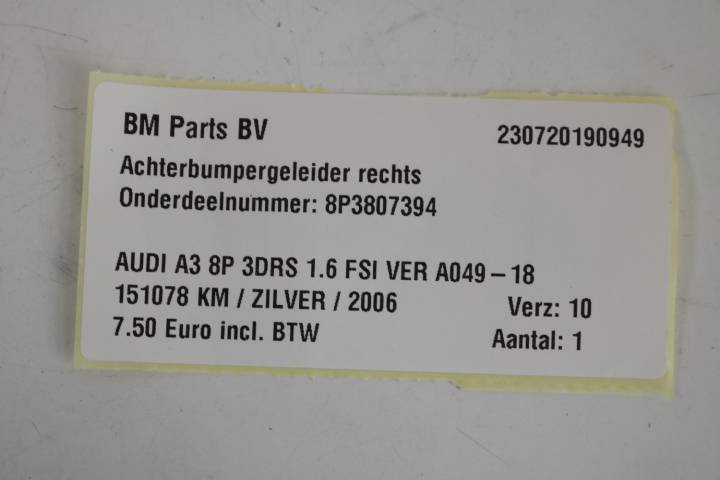 BM Parts BV 230720190949
Achterbumpergeleider rechts
Onderdeelnummer: 8P3807394
AUDI A3 8P 3DRS 1.6 FSI VER A049-18
151078 KM / ZILVER / 2006 Verz: 10
7.50 Euro incl. BTW Aantal: 1